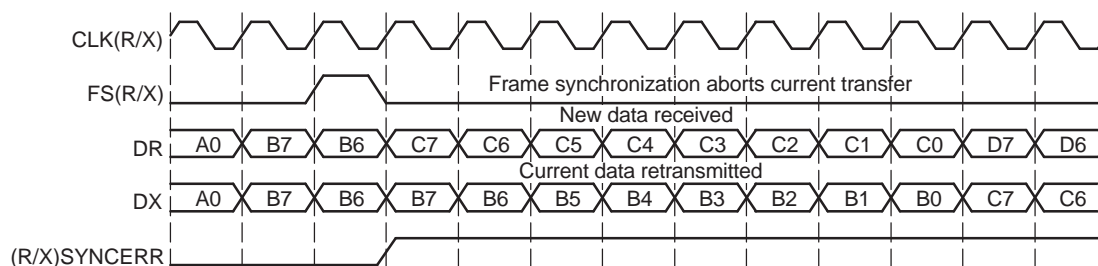 CLK(R/X)
FS(R/X) Frame synchronization aborts current transfer
New data received
DR A0 B7 B6 C7 C6 C5 C4 C3 C2 C1 C0 D7 D6
Current data retransmitted
DX A0 B7 B6 B7 B6 B5 B4 B3 B2 B1 B0 C7 C6
(R/X)SYNCERR